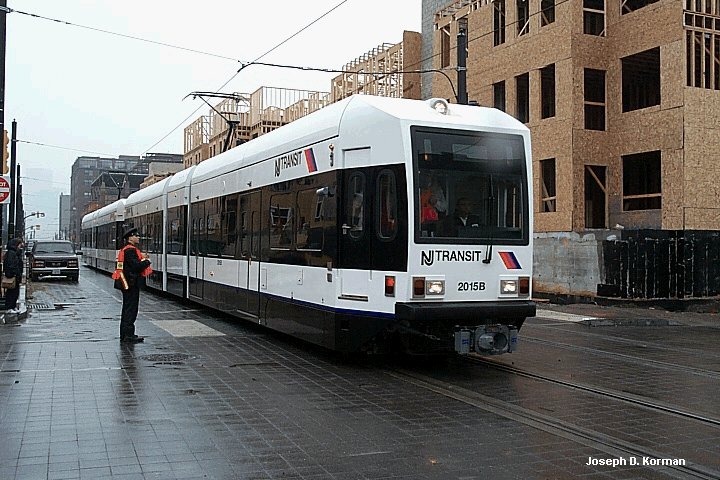 NJ TRANSIT
NJ TRANSIT
2015B
Joseph D. Korman